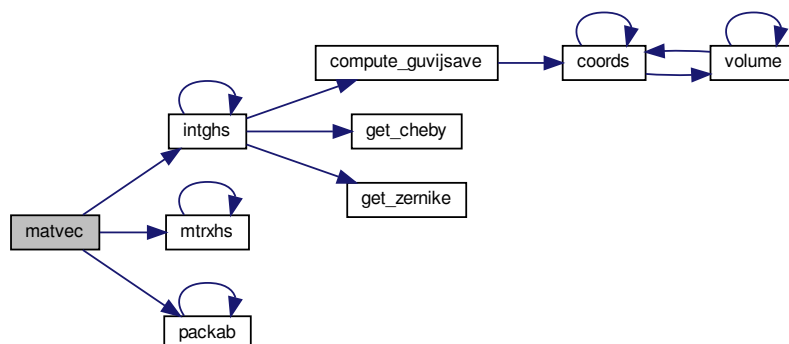 compute_guvijsave
coords
volume
intghs
get_cheby
get_zernike
matvec
mtrxhs
packab